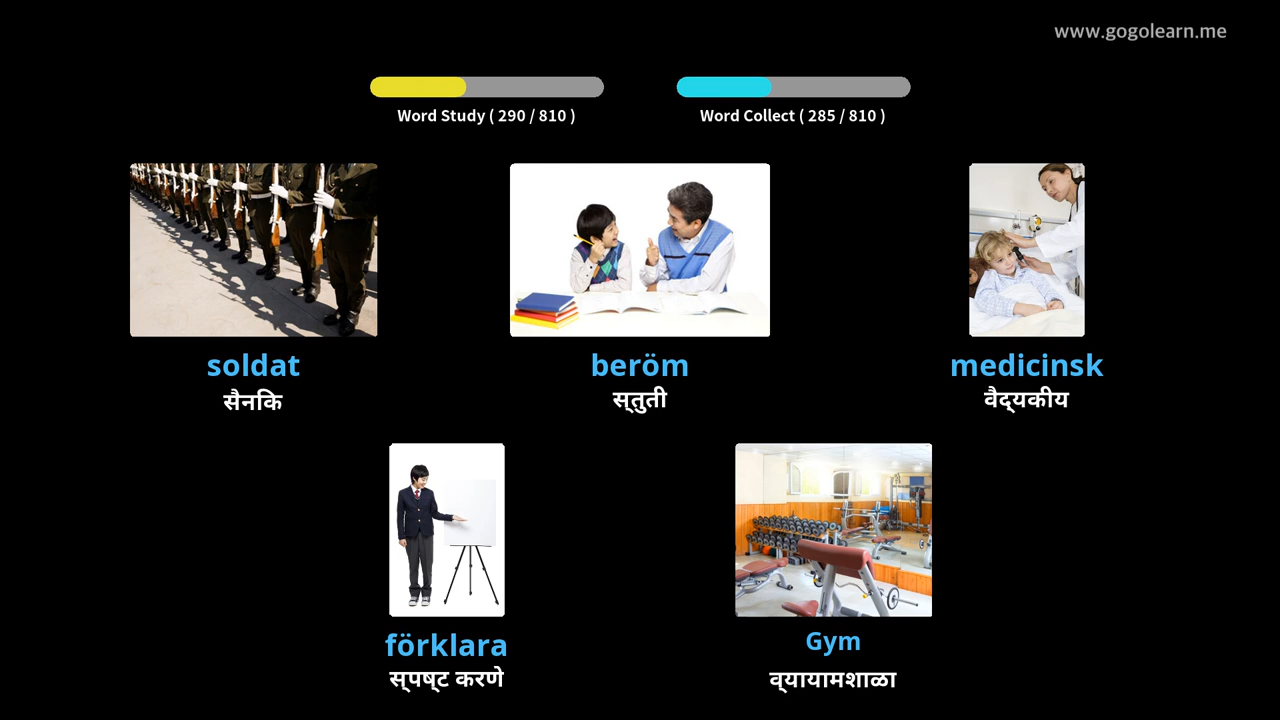 www.gogolearn.me
Word Study ( 290 / 810 )
Word Collect ( 285 / 810 )
soldat
सैनिक
beröm
स्तुती
medicinsk
वैद्यकीय
förklara
स्पष्ट करणे
Gym
व्यायामशाळा